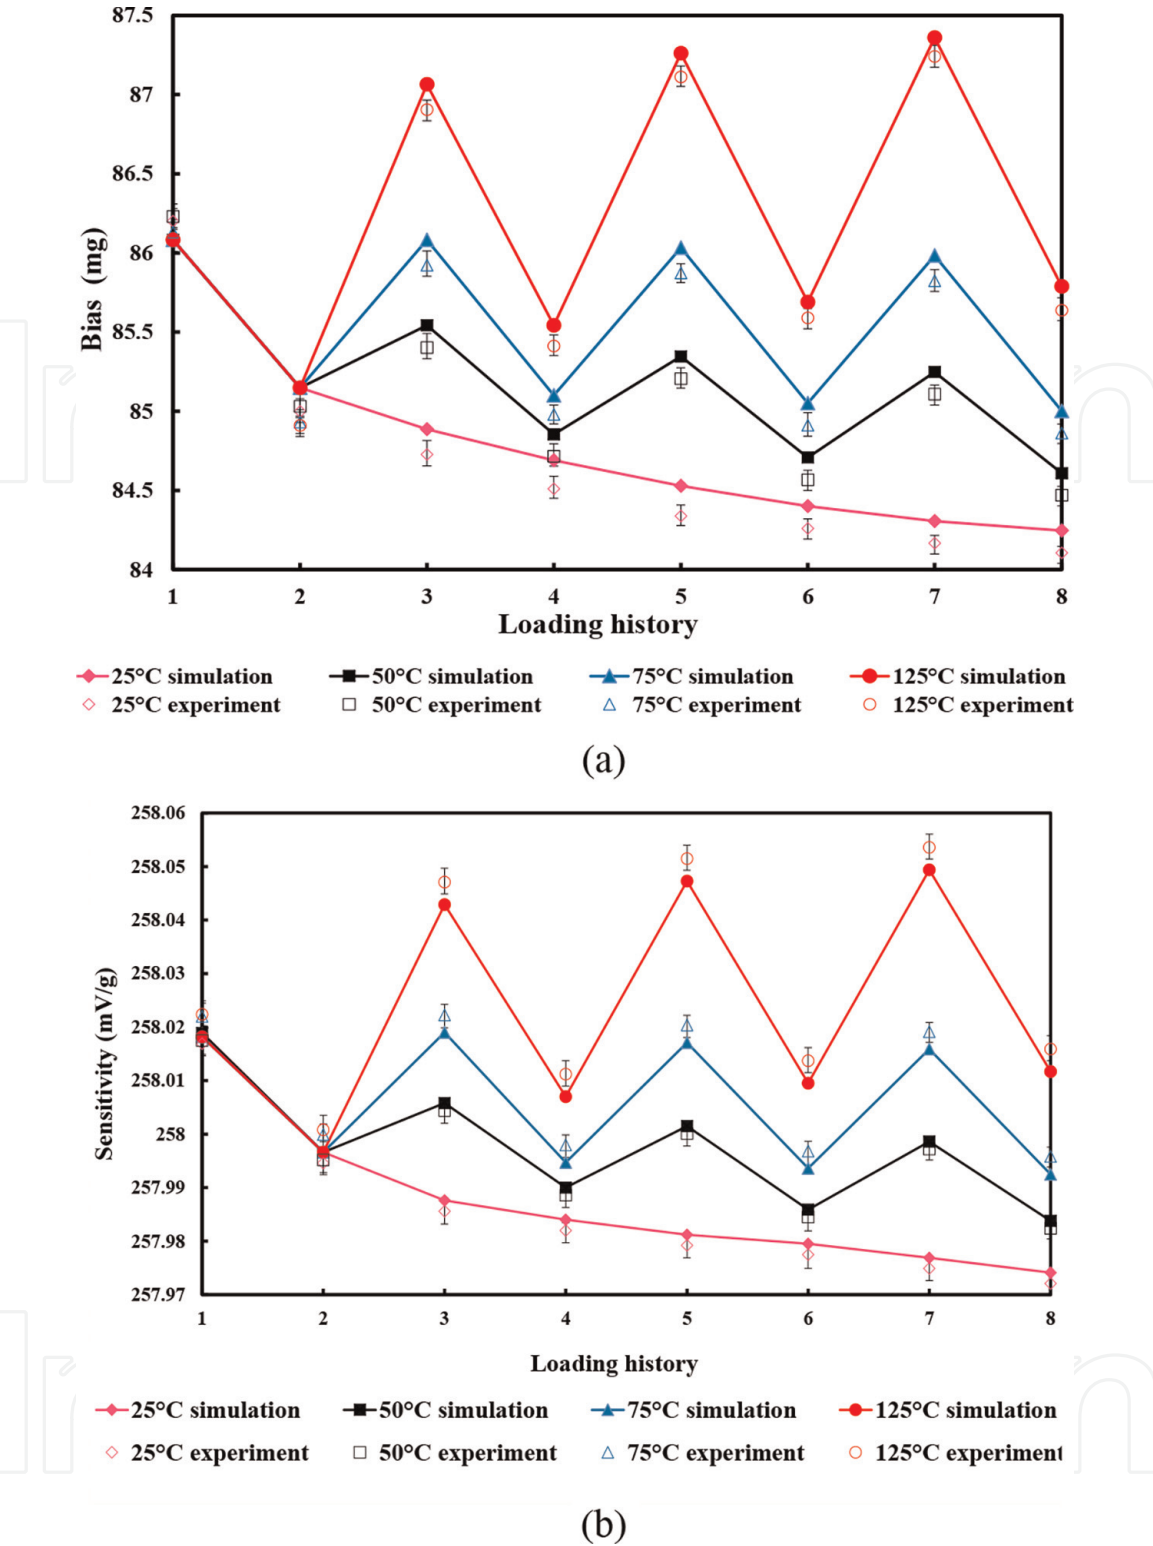 87.5
87
86.5
86
85.5
85
84.5
84
Bias (mg)
1 2 3 4 5 6 7 8
Loading history
25°C simulation 50°C simulation 75°C simulation 125°C simulation
25°C experiment 50°C experiment 75°C experiment 125°C experiment
(a)
258.06
258.05
258.04
258.03
258.02
258.01
258
257.99
257.98
257.97
Sensitivity (mV/g)
1 2 3 4 5 6 7 8
Loading history
25°C simulation 50°C simulation 75°C simulation 125°C simulation
25°C experiment 50°C experiment 75°C experiment 125°C experiment
(b)